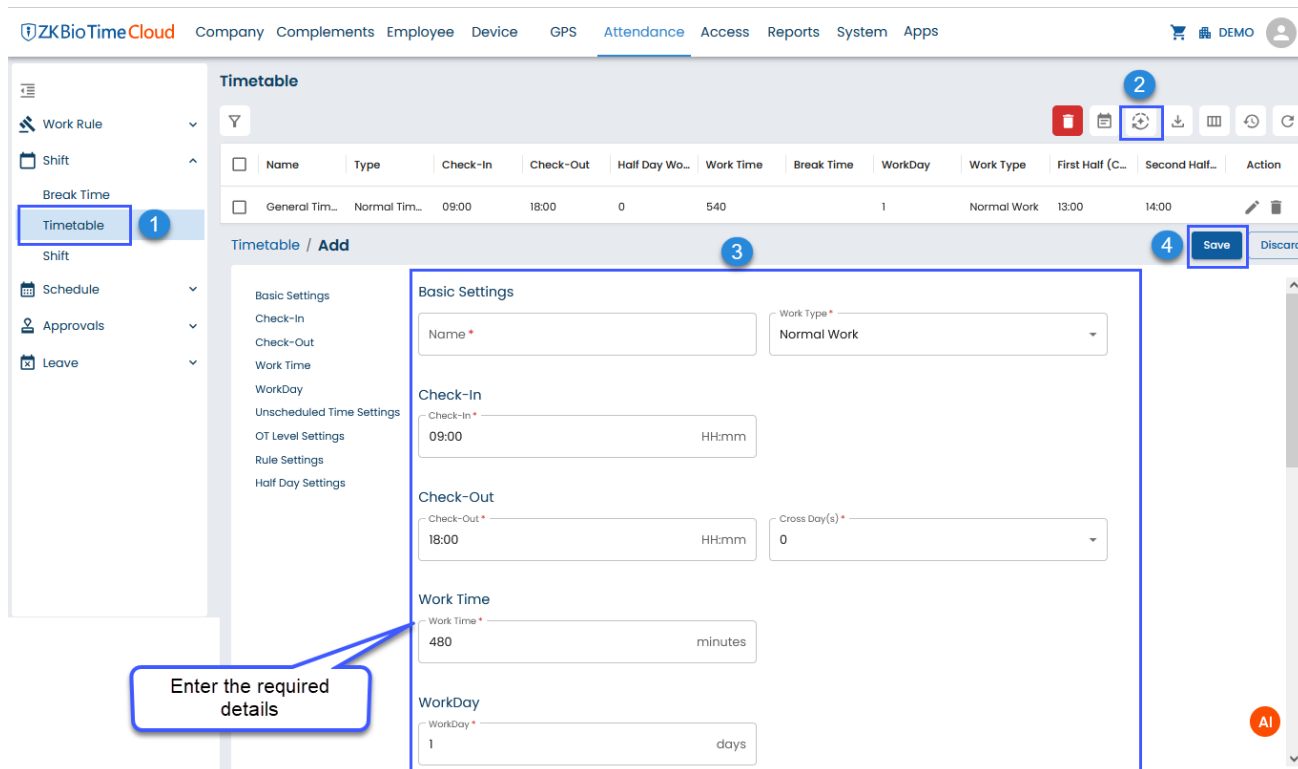 ZKBioTime Cloud Company Complements Employee Device GPS Attendance Access Reports System Apps DEMO
Timetable
2
Work Rule
Shift
Name Type Check-In Check-Out Half Day Wo... Work Time Break Time WorkDay Work Type First Half (C... Second Half... Action
Break Time
General Tim... Normal Tim... 09:00 18:00 0 540 1 Normal Work 13:00 14:00
Timetable 1
Timetable / Add 3 4 Save Discard
Shift
Schedule
Approvals
Leave
Basic Settings
Check-In
Check-Out
Work Time
WorkDay
Unscheduled Time Settings
OT Level Settings
Rule Settings
Half Day Settings
Basic Settings
Name * Work Type *
Normal Work
Check-In
Check-In *
09:00 HH:mm
Check-Out
Check-Out * Cross Day(s) *
18:00 HH:mm 0
Work Time
Work Time *
480 minutes
Enter the required
details
WorkDay
WorkDay *
1 days
AI